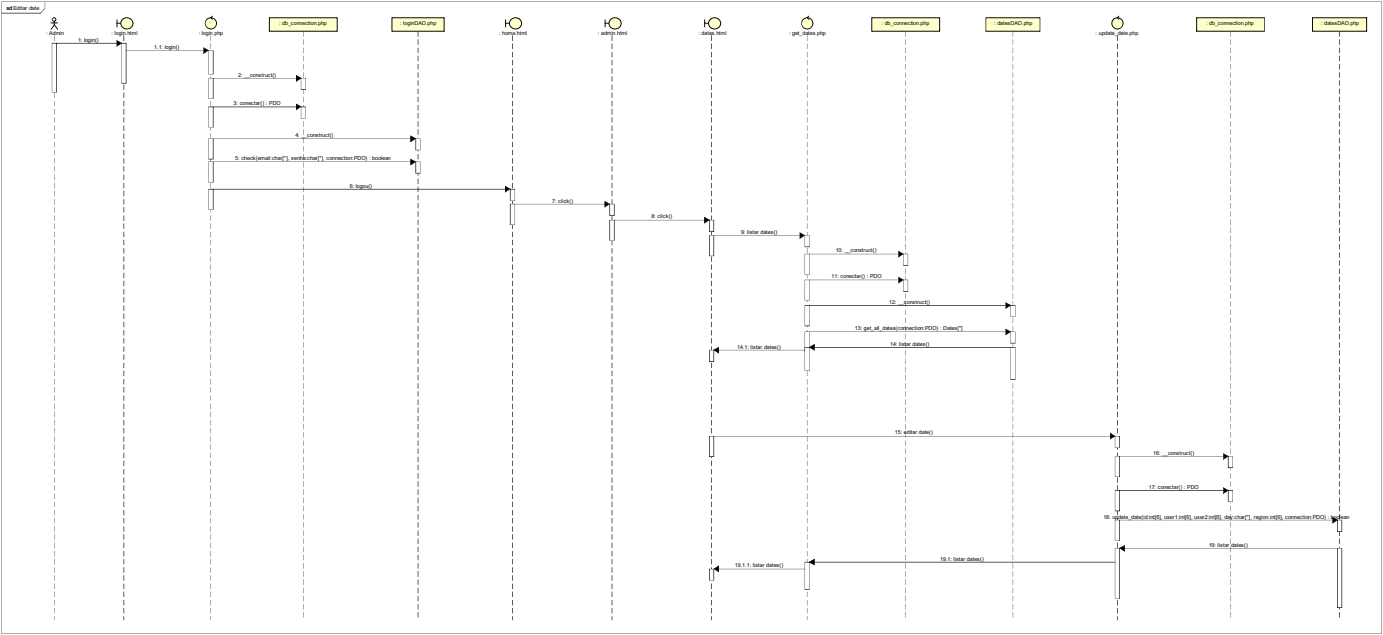 sd Editar date
: Admin
: login.html
: login.php
: db_connection.php
: loginDAO.php
: home.html
: admin.html
: dates.html
: get_dates.php
: db_connection.php
: datesDAO.php
: update_date.php
: db_connection.php
: datesDAO.php
1: login()
1.1: login()
2: __construct()
3: conectar() : PDO
4: __construct()
5: check(email:char[*], senha:char[*], connection:PDO) : boolean
6: logou()
7: click()
8: click()
9: listar dates()
10: __construct()
11: conectar() : PDO
12: __construct()
13: get_all_dates(connection:PDO) : Dates[*]
14: listar dates()
14.1: listar dates()
15: editar date()
16: __construct()
17: conectar() : PDO
18: update_date(id:int[6], user1:int[6], user2:int[6], day:char[*], region:int[6], connection:PDO) : boolean
19: listar dates()
19.1: listar dates()
19.1.1: listar dates()